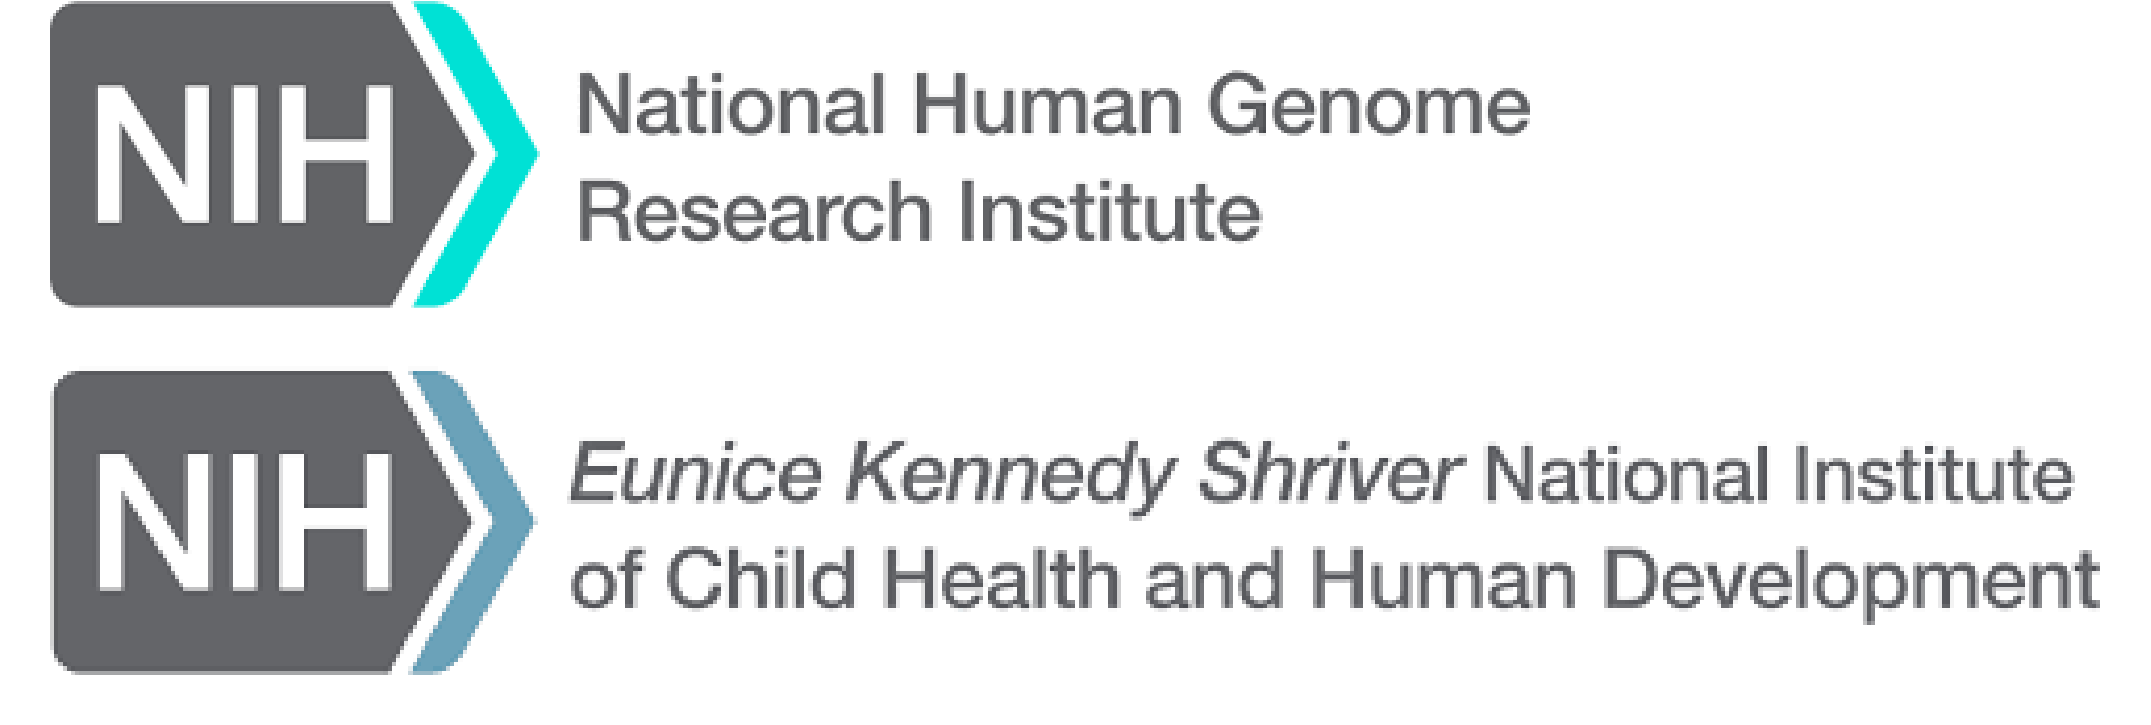 NIH
National Human Genome
Research Institute
NIH
Eunice Kennedy Shriver National Institute
of Child Health and Human Development